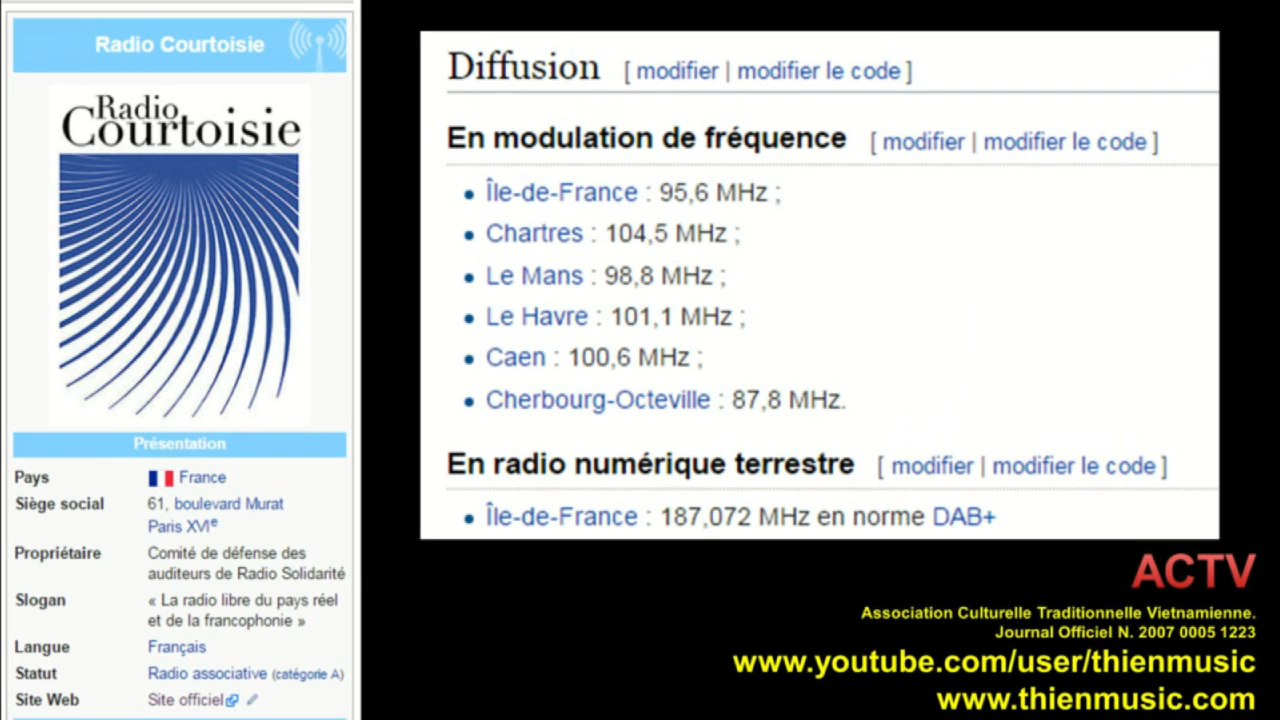 Radio Courtoisie
Radio
Courtoisie
Présentation
Pays France
Siège social 61, boulevard Murat
Paris XVIe
Propriétaire Comité de défense des
auditeurs de Radio Solidarité
Slogan « La radio libre du pays réel
et de la francophonie »
Langue Français
Statut Radio associative (catégorie A)
Site Web Site officiel
Diffusion [ modifier | modifier le code ]
En modulation de fréquence [ modifier | modifier le code ]
• Île-de-France : 95,6 MHz ;
• Chartres : 104,5 MHz ;
• Le Mans : 98,8 MHz ;
• Le Havre : 101,1 MHz ;
• Caen : 100,6 MHz ;
• Cherbourg-Octeville : 87,8 MHz.
En radio numérique terrestre [ modifier | modifier le code ]
• Île-de-France : 187,072 MHz en norme DAB+
ACTV
Association Culturelle Traditionnelle Vietnamienne.
Journal Officiel N. 2007 0005 1223
www.youtube.com/user/thienmusic
www.thienmusic.com